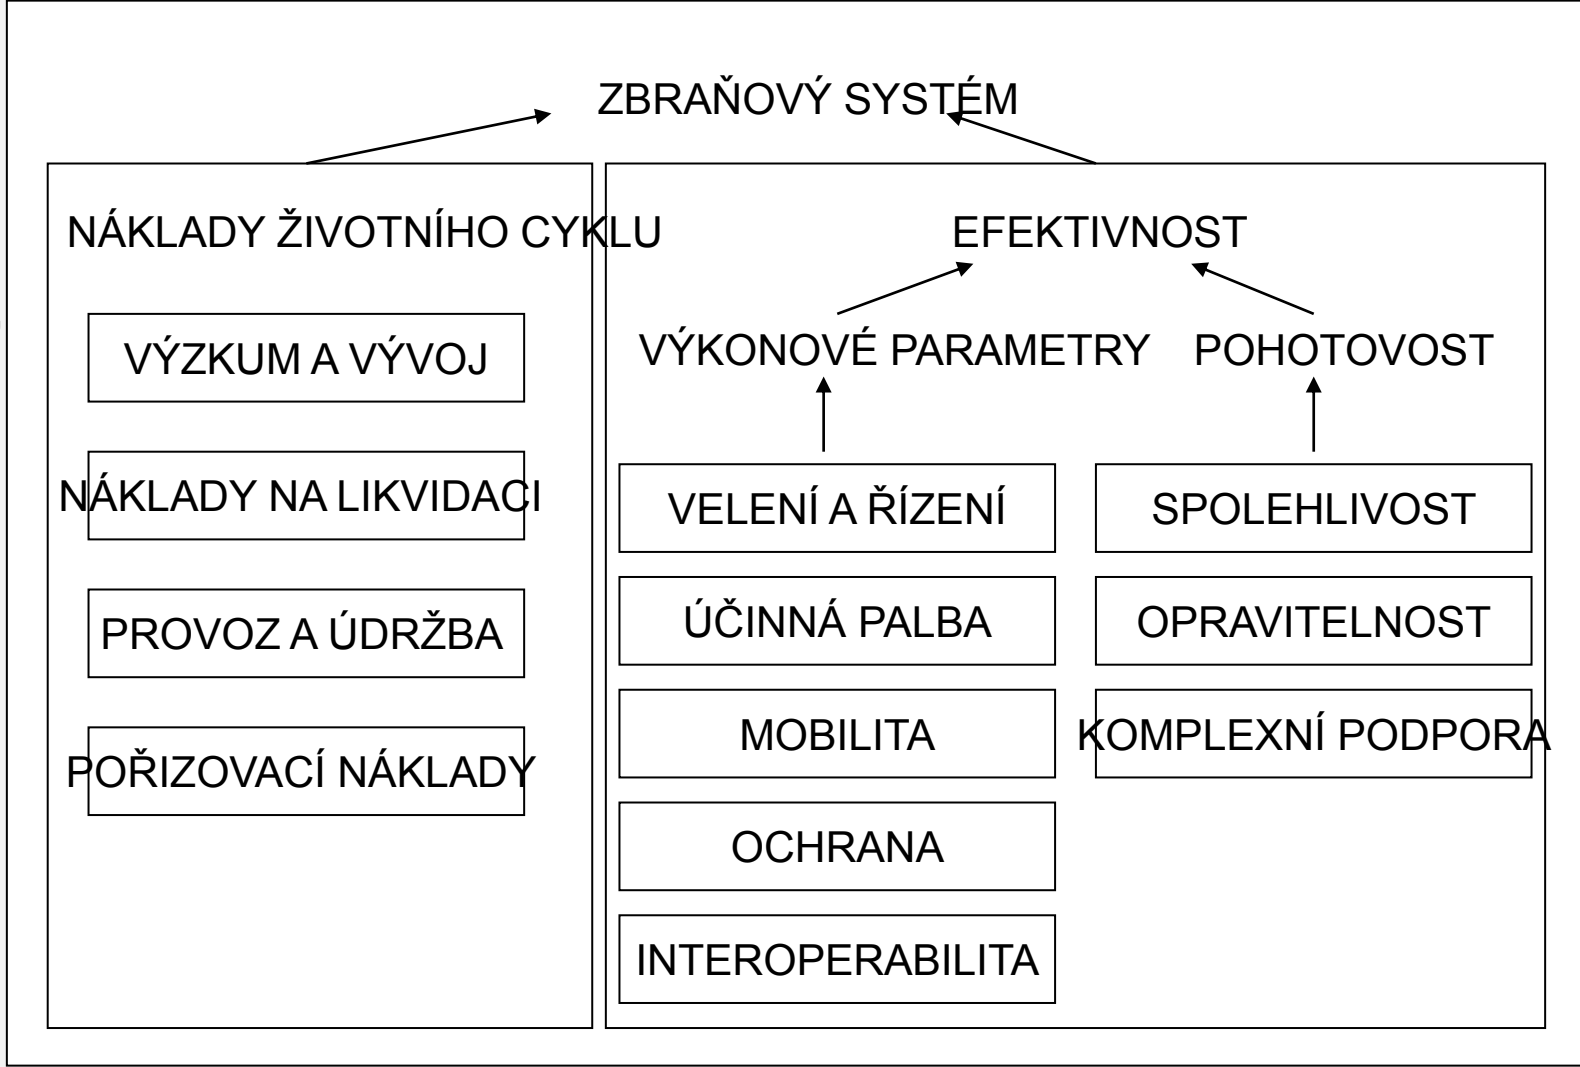 ZBRAŇOVÝ SYSTÉM
NÁKLADY ŽIVOTNÍHO CYKLU
VÝZKUM A VÝVOJ
NÁKLADY NA LIKVIDACI
PROVOZ A ÚDRŽBA
POŘIZOVACÍ NÁKLADY
EFEKTIVNOST
VÝKONOVÉ PARAMETRY
VELENÍ A ŘÍZENÍ
ÚČINNÁ PALBA
MOBILITA
OCHRANA
INTEROPERABILITA
POHOTOVOST
SPOLEHLIVOST
OPRAVITELNOST
KOMPLEXNÍ PODPORA